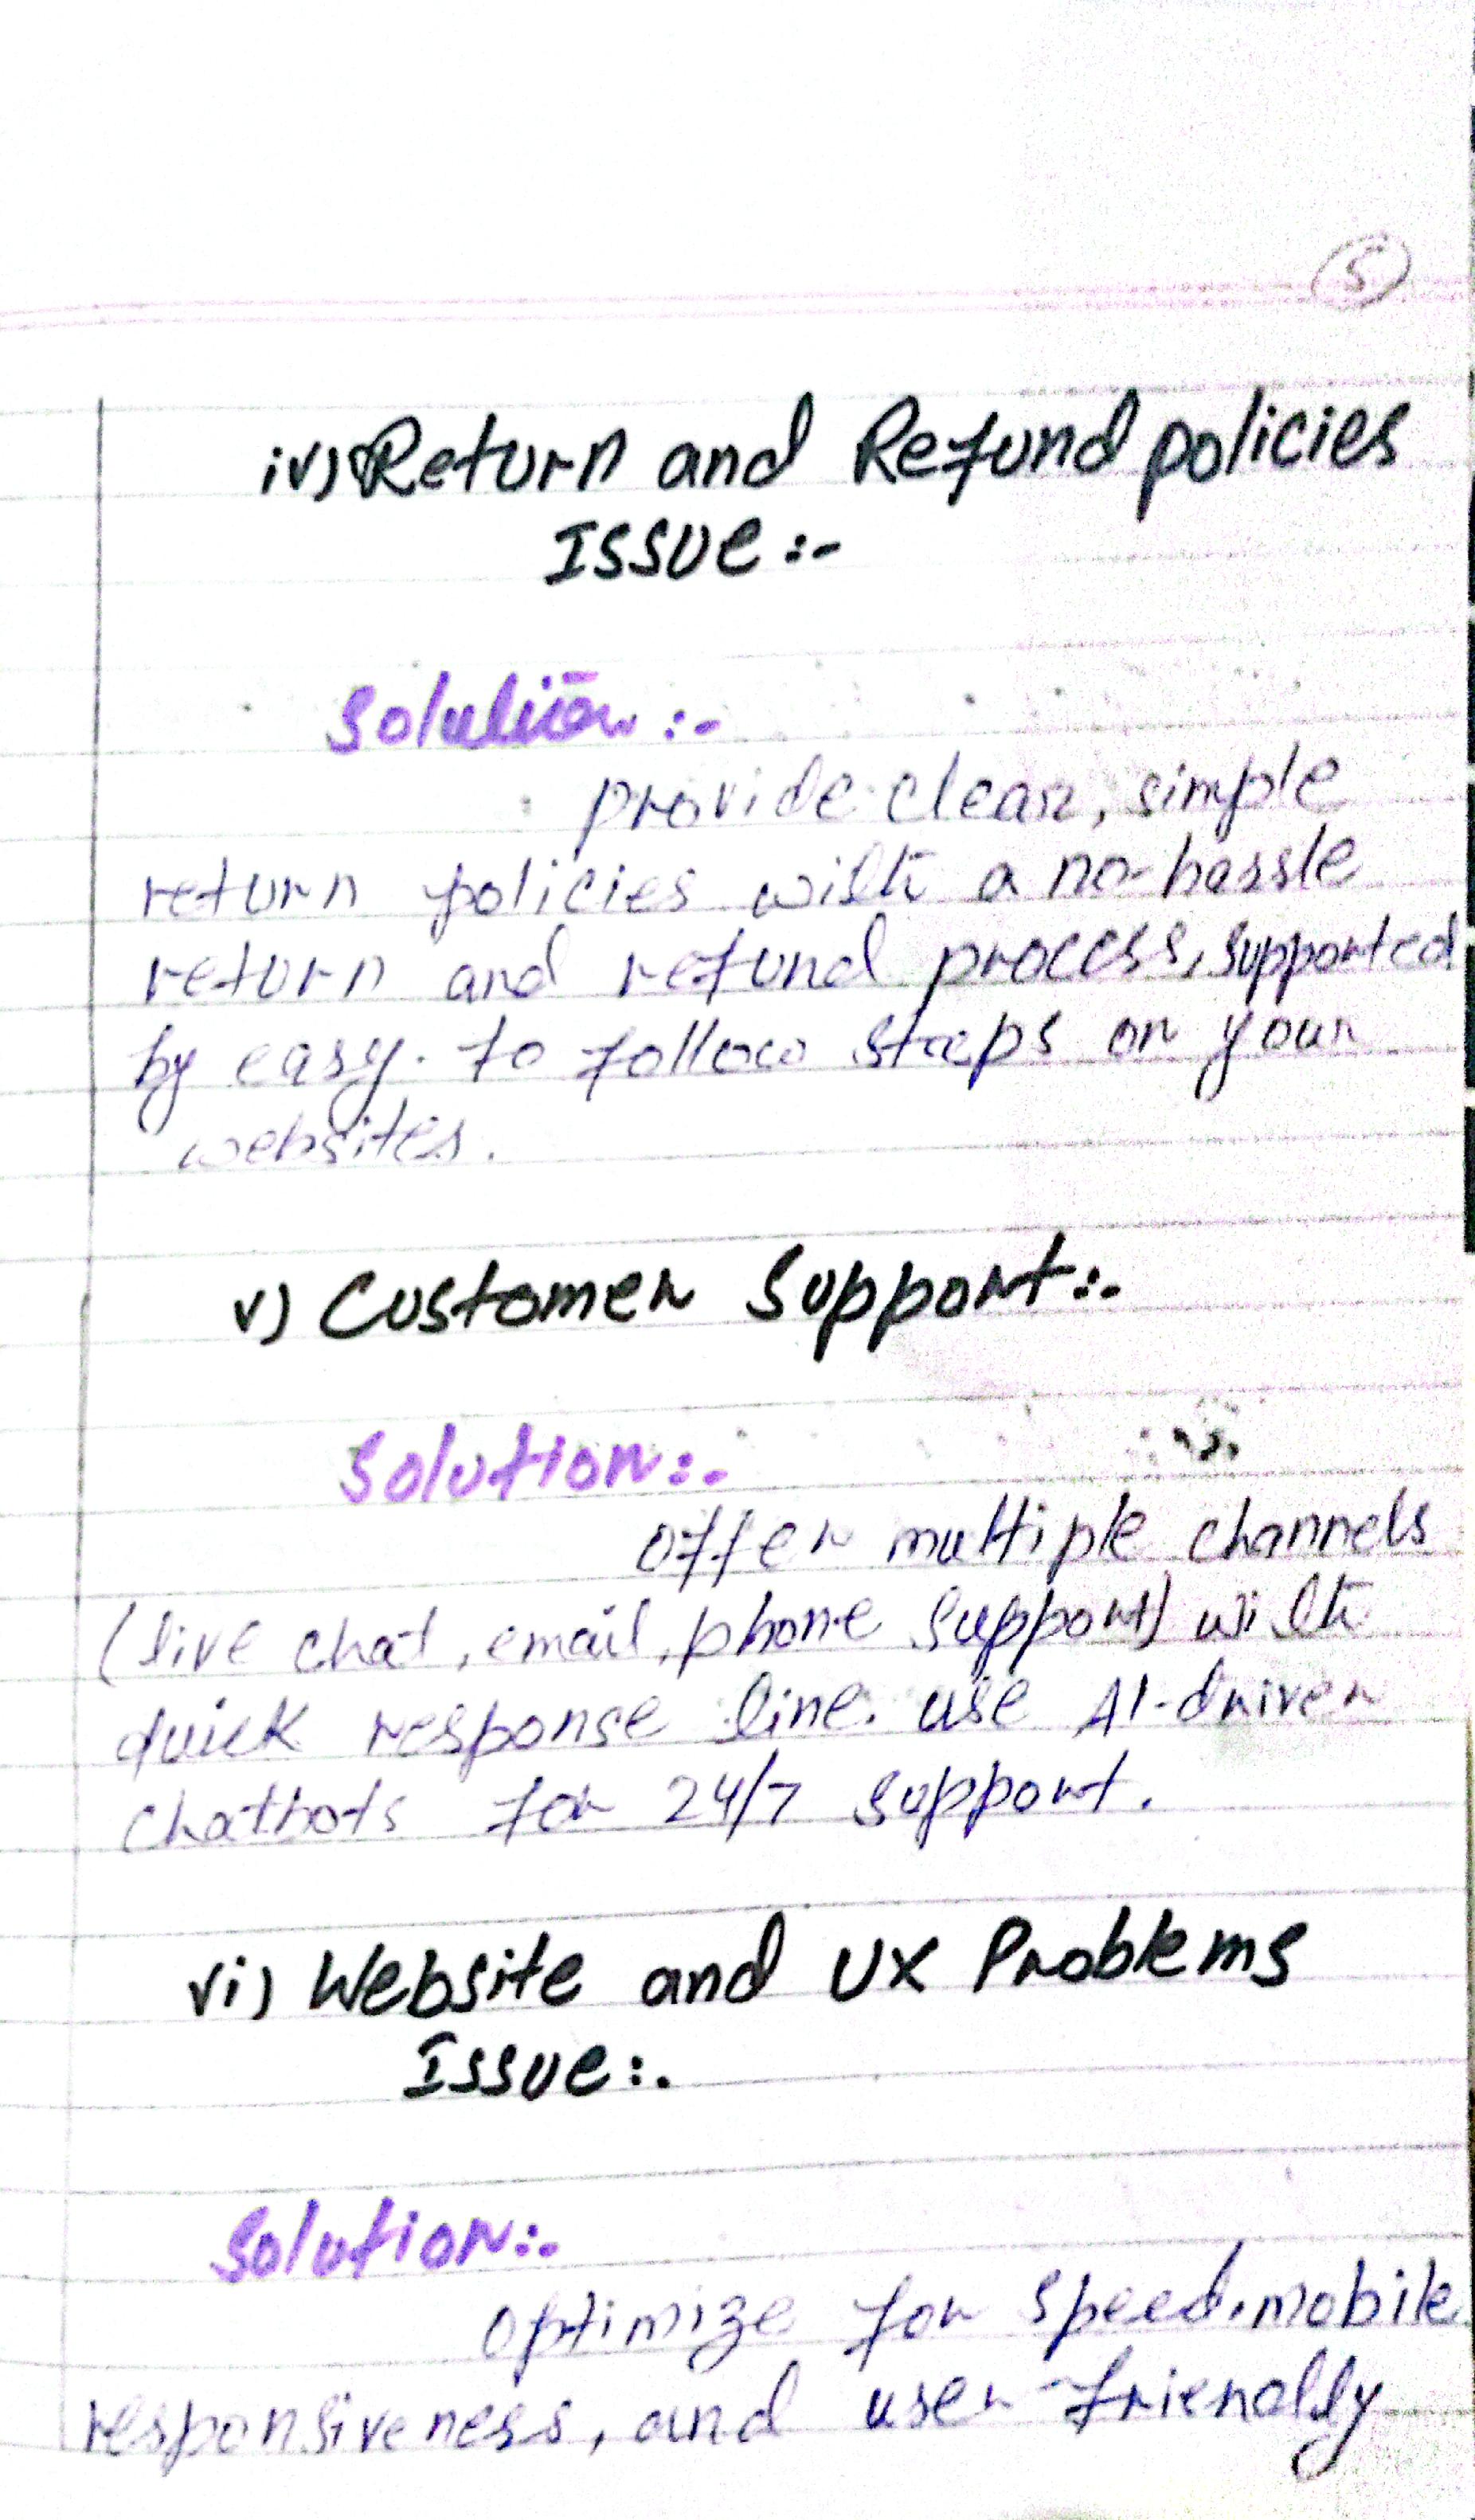 5
iv) Return and Refund policies
Issue :-
Solution :-
provide clear, simple
return policies with a no-hassle
return and refund process, supported
by easy. to follow steps on your
websites.
v) Customer Support :-
Solution :-
offer multiple channels
(live chat, email, phone support) with
quick response line. use AI-driven
chatbots for 24/7 support.
vi) Website and UX Problems
Issue :-
Solution :-
optimize for speed, mobile
responsiveness, and user-friendly